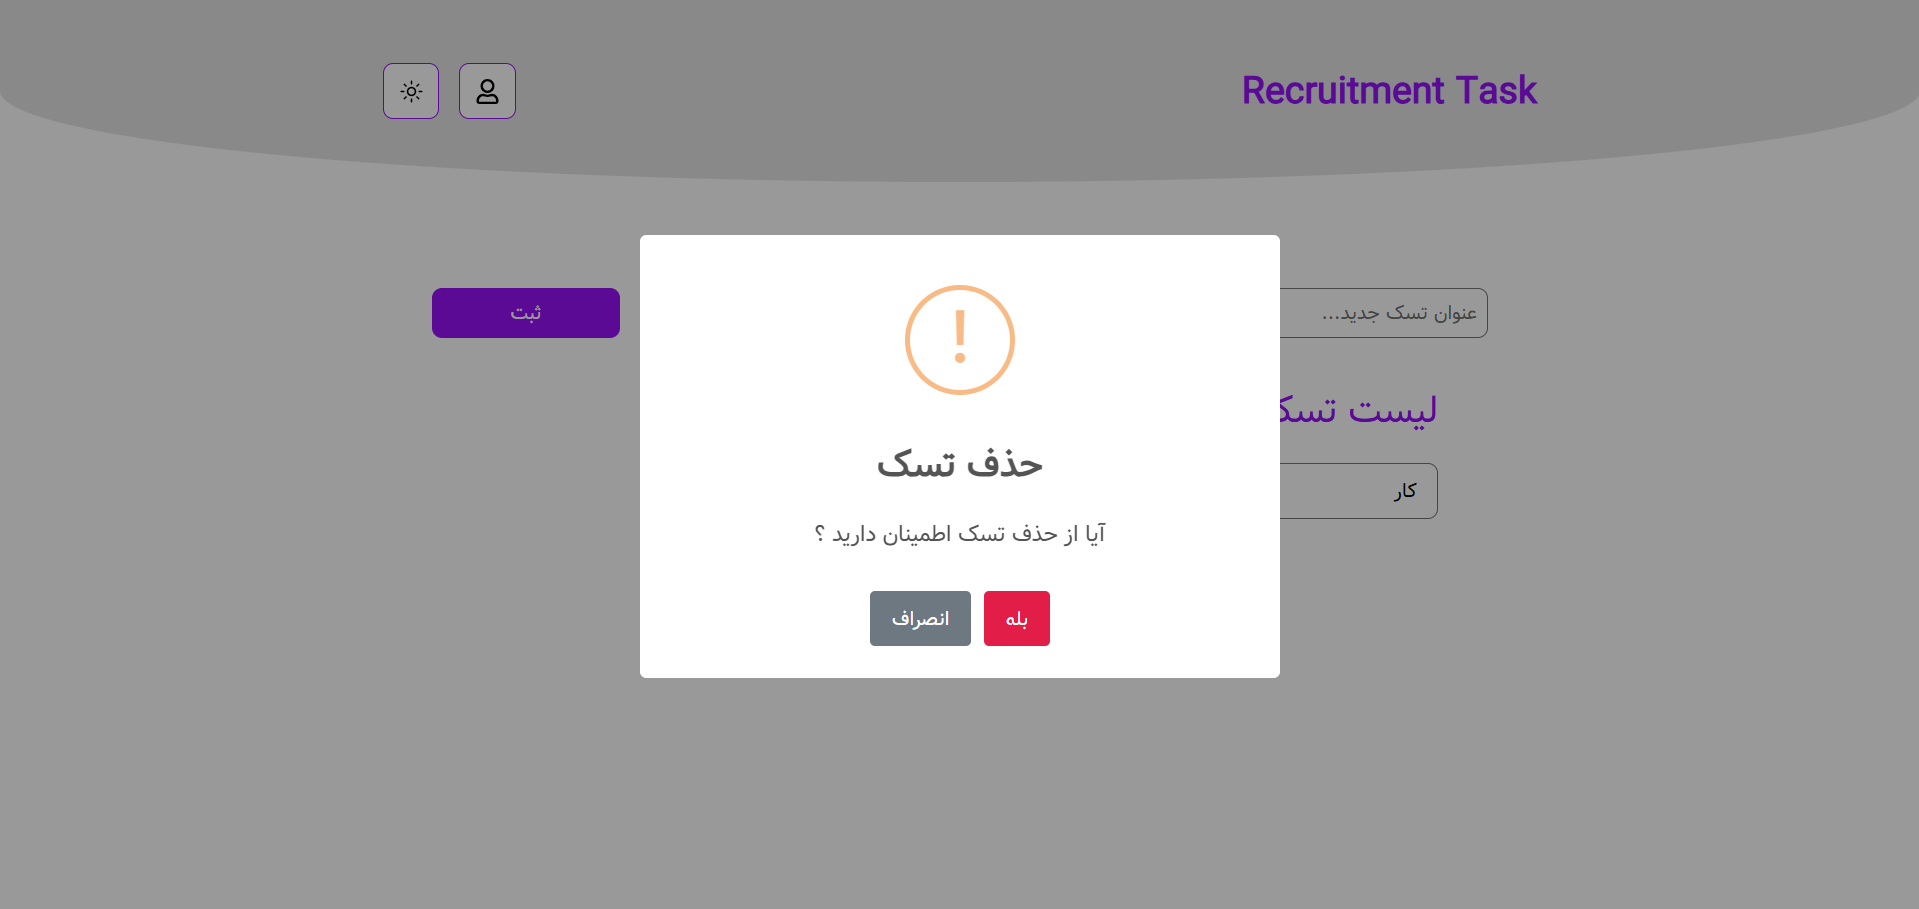 Recruitment Task
عنوان تسک جدید...
ثبت
لیست تسک
کار
!
حذف تسک
آیا از حذف تسک اطمینان دارید ؟
بله
انصراف